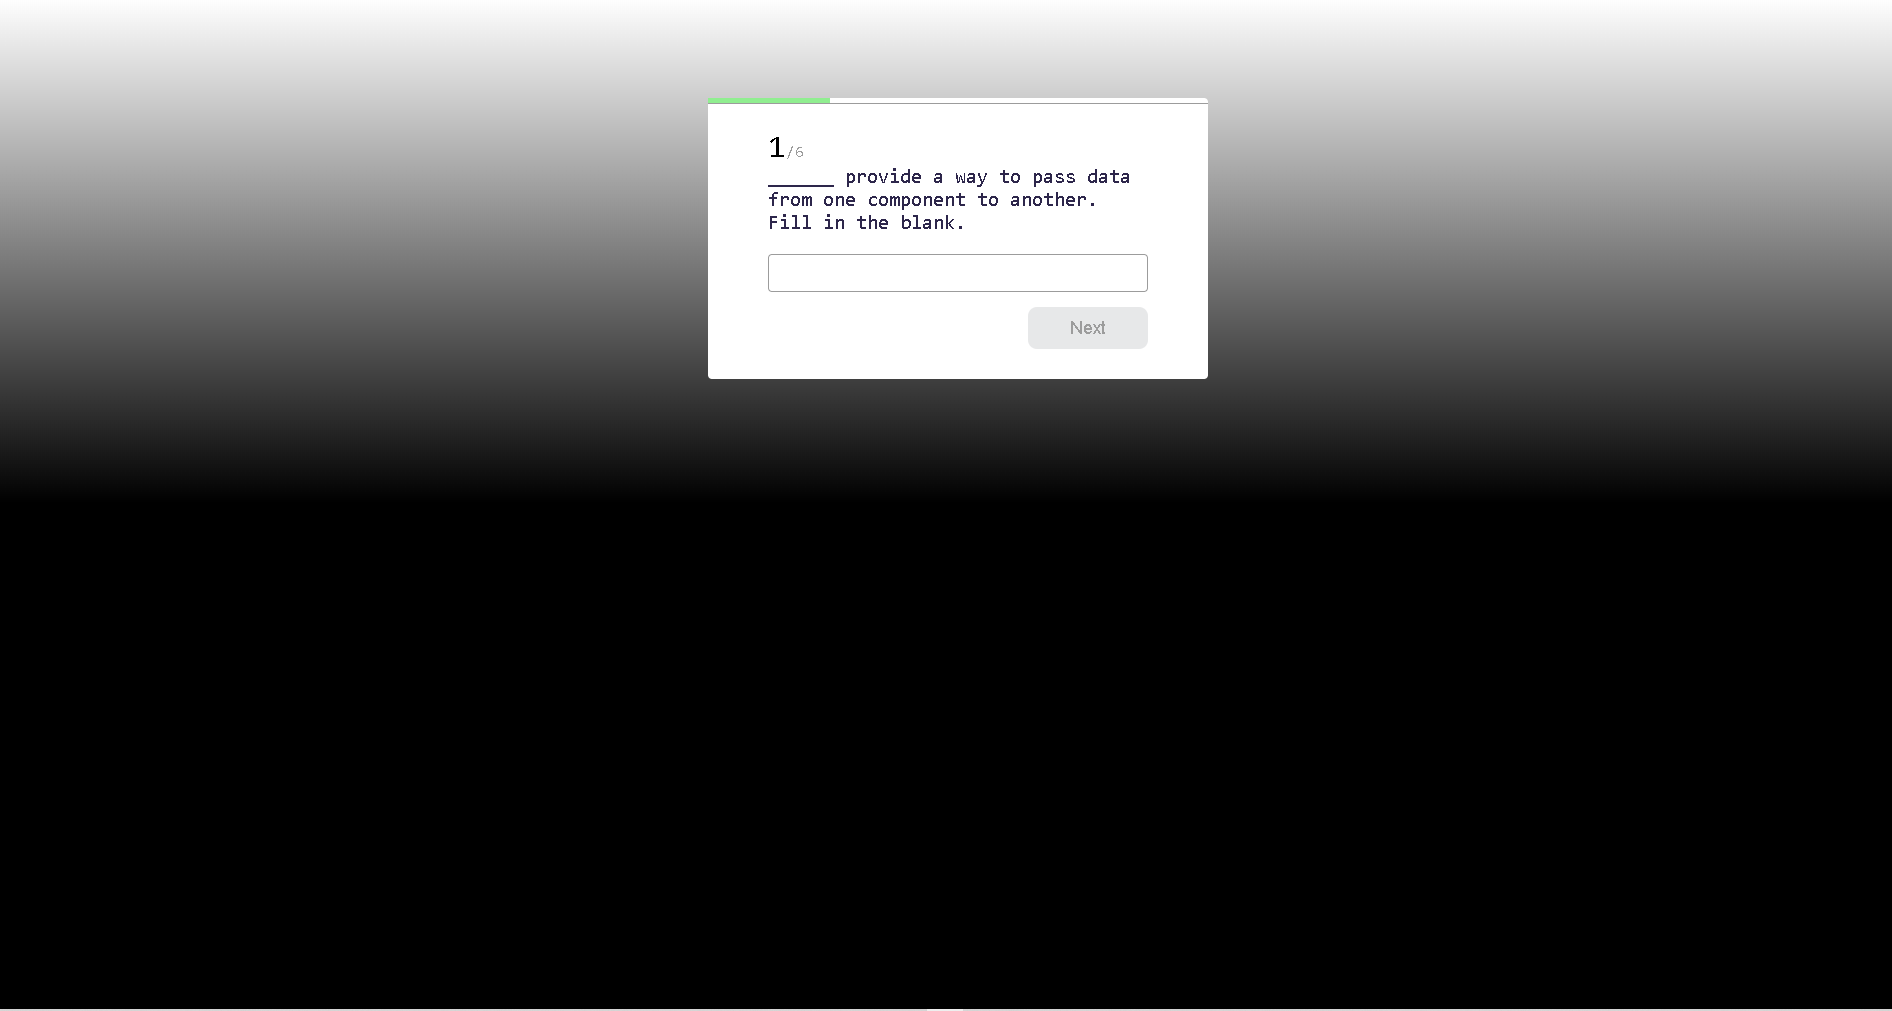 1/6
______ provide a way to pass data
from one component to another.
Fill in the blank.
Next